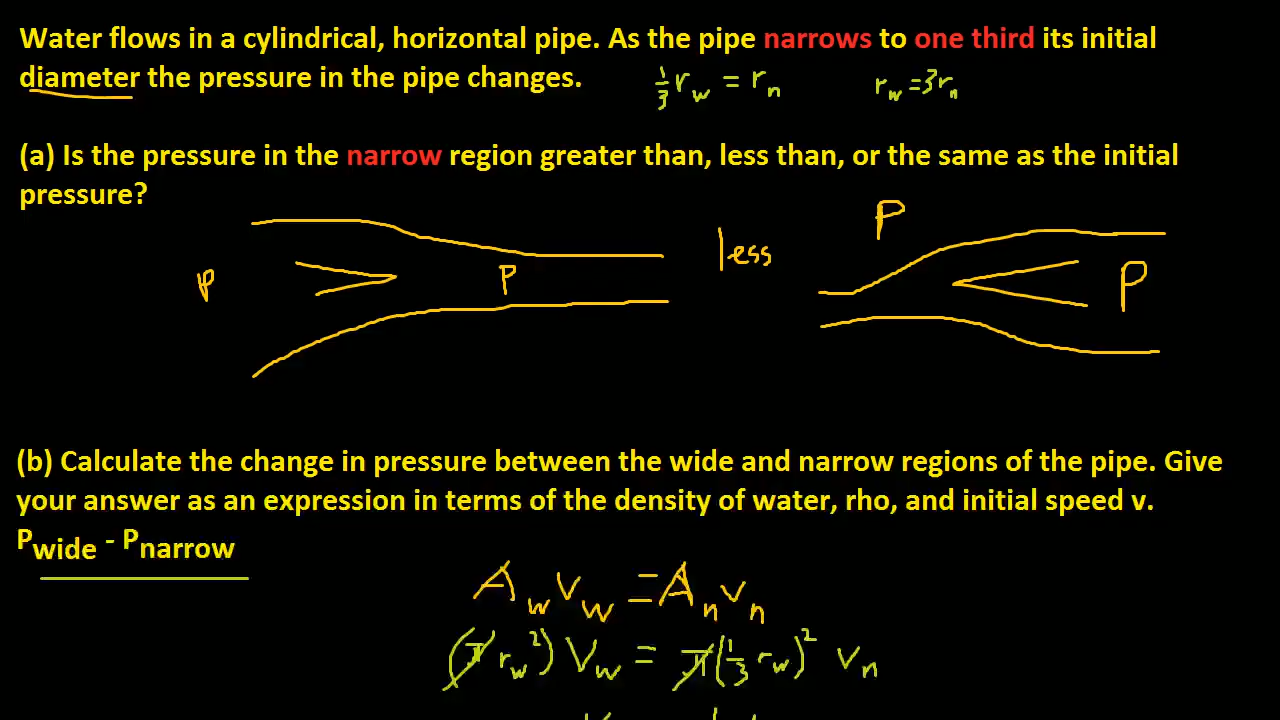 Water flows in a cylindrical, horizontal pipe. As the pipe narrows to one third its initial
diameter the pressure in the pipe changes.
1/3 r_w = r_n   r_w = 3r_n
(a) Is the pressure in the narrow region greater than, less than, or the same as the initial
pressure?
P
less
P
P
P
(b) Calculate the change in pressure between the wide and narrow regions of the pipe. Give
your answer as an expression in terms of the density of water, rho, and initial speed v.
P_wide - P_narrow
A_w v_w = A_n v_n
(π r_w²) V_w = π(1/3 r_w)² v_n